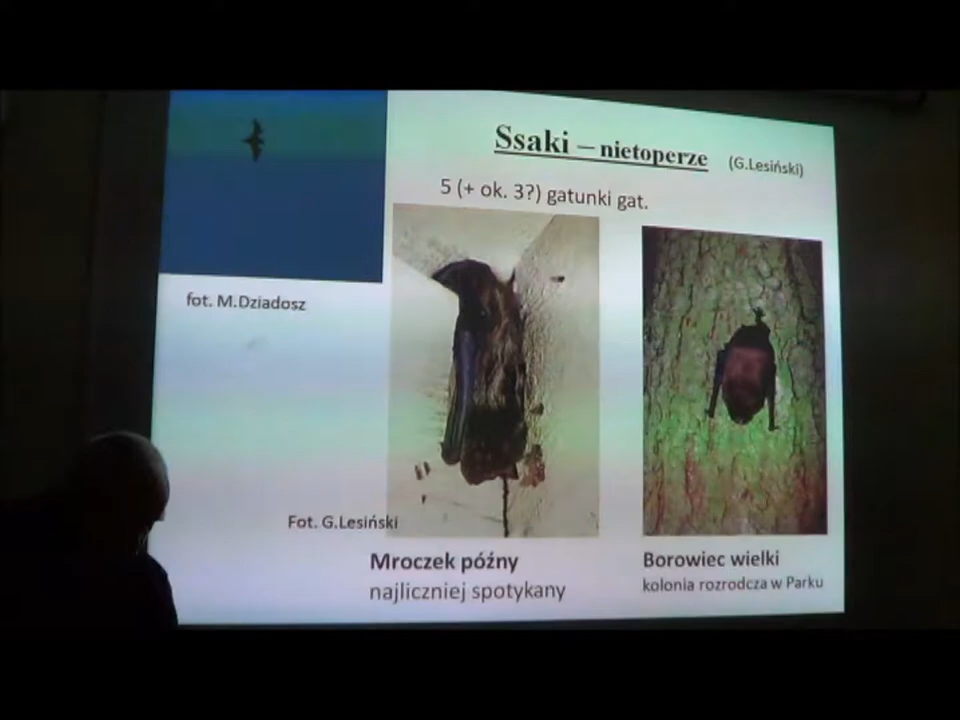 Ssaki – nietoperze (G.Lesiński)
5 (+ ok. 3?) gatunki gat.
fot. M.Dziadosz
Fot. G.Lesiński
Mroczek późny
najliczniej spotykany
Borowiec wielki
kolonia rozrodcza w Parku